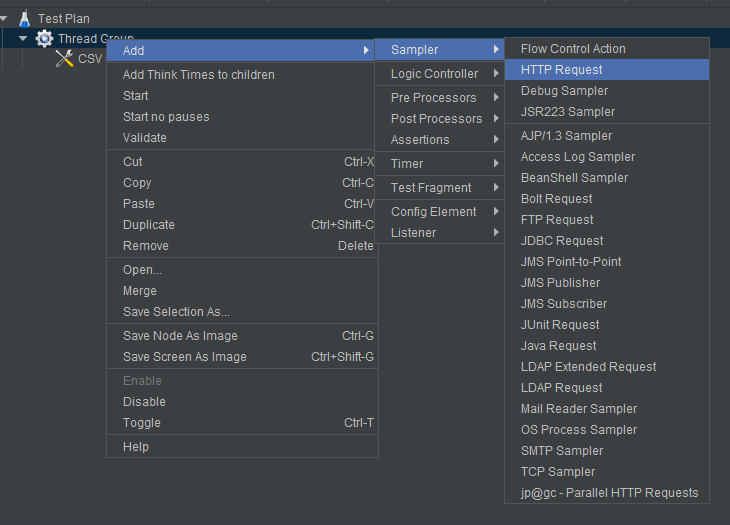 Test Plan
Thread Group
CSV
Add
Add Think Times to children
Start
Start no pauses
Validate
Cut Ctrl-X
Copy Ctrl-C
Paste Ctrl-V
Duplicate Ctrl+Shift-C
Remove Delete
Open...
Merge
Save Selection As...
Save Node As Image Ctrl-G
Save Screen As Image Ctrl+Shift-G
Enable
Disable
Toggle Ctrl-T
Help
Sampler
Logic Controller
Pre Processors
Post Processors
Assertions
Timer
Test Fragment
Config Element
Listener
Flow Control Action
HTTP Request
Debug Sampler
JSR223 Sampler
AJP/1.3 Sampler
Access Log Sampler
BeanShell Sampler
Bolt Request
FTP Request
JDBC Request
JMS Point-to-Point
JMS Publisher
JMS Subscriber
JUnit Request
Java Request
LDAP Extended Request
LDAP Request
Mail Reader Sampler
OS Process Sampler
SMTP Sampler
TCP Sampler
jp@gc - Parallel HTTP Requests